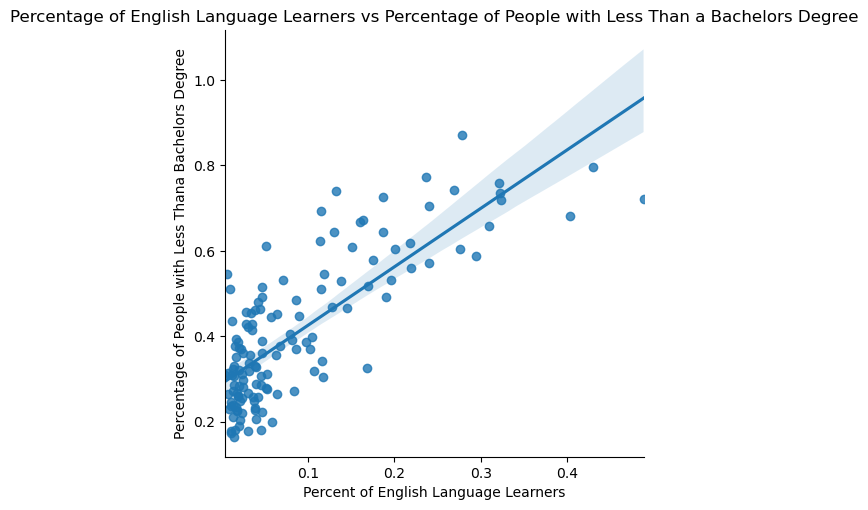 Percentage of English Language Learners vs Percentage of People with Less Than a Bachelors Degree
Percentage of People with Less Thana Bachelors Degree
1.0
0.8
0.6
0.4
0.2
0.1 0.2 0.3 0.4
Percent of English Language Learners